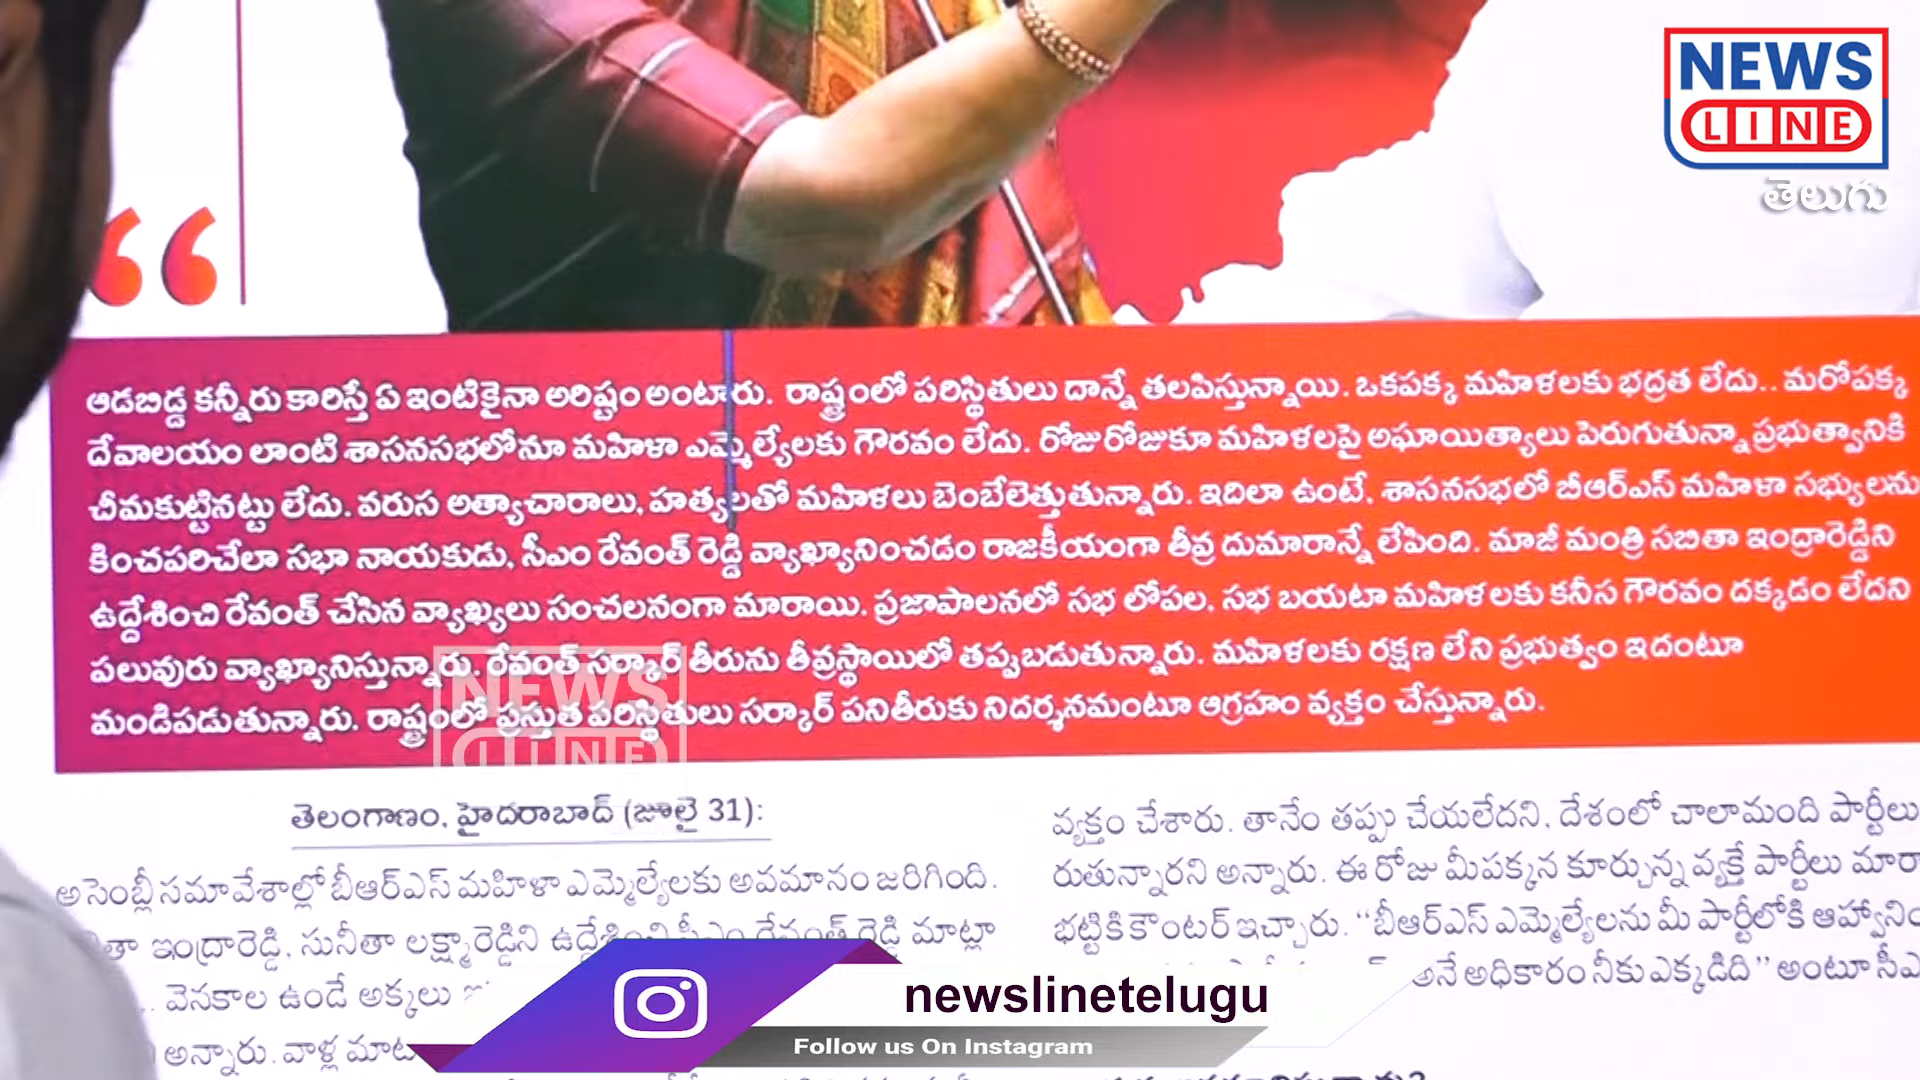 NEWS
LINE
తెలుగు
ఆడబిడ్డ కన్నీరు కారిస్తే ఏ ఇంటికైనా అరిష్టం అంటారు. రాష్ట్రంలో పరిస్థితులు దాన్నే తలపిస్తున్నాయి. ఒకపక్క మహిళలకు భద్రత లేదు.. మరోపక్క
దేవాలయం లాంటి శాసనసభలోనూ మహిళా ఎమ్మెల్యేలకు గౌరవం లేదు. రోజురోజుకూ మహిళలపై అఘాయిత్యాలు పెరుగుతున్నా ప్రభుత్వానికి
చీమకుట్టినట్టు లేదు. వరుస అత్యాచారాలు, హత్యలతో మహిళలు బెంబేలెత్తుతున్నారు. ఇదిలా ఉంటే, శాసనసభలో బీఆర్ఎస్ మహిళా సభ్యులను
కించపరిచేలా సభా నాయకుడు, సీఎం రేవంత్ రెడ్డి వ్యాఖ్యానించడం రాజకీయంగా తీవ్ర దుమారాన్నే లేపింది. మాజీ మంత్రి సబితా ఇంద్రారెడ్డిని
ఉద్దేశించి రేవంత్ చేసిన వ్యాఖ్యలు సంచలనంగా మారాయి. ప్రజాపాలనలో సభ లోపల, సభ బయటా మహిళలకు కనీస గౌరవం దక్కడం లేదని
పలువురు వ్యాఖ్యానిస్తున్నారు. రేవంత్ సర్కార్ తీరును తీవ్రస్థాయిలో తప్పుబడుతున్నారు. మహిళలకు రక్షణ లేని ప్రభుత్వం ఇదంటూ
మండిపడుతున్నారు. రాష్ట్రంలో ప్రస్తుత పరిస్థితులు సర్కార్ పనితీరుకు నిదర్శనమంటూ ఆగ్రహం వ్యక్తం చేస్తున్నారు.
NEWS
LINE
తెలంగాణం, హైదరాబాద్ (జూలై 31):
అసెంబ్లీ సమావేశాల్లో బీఆర్ఎస్ మహిళా ఎమ్మెల్యేలకు అవమానం జరిగింది.
ఇంద్రారెడ్డి, సునీతా లక్ష్మారెడ్డిని ఉద్దేశించి సీఎం రేవంత్ రెడ్డి మాట్లా
వెనకాల ఉండే అక్కలు
అన్నారు. వాళ్ల
వ్యక్తం చేశారు. తానేం తప్పు చేయలేదని, దేశంలో చాలామంది పార్టీలు
రుతున్నారని అన్నారు. ఈ రోజు మీపక్కన కూర్చున్న వ్యక్తే పార్టీలు మారా
భట్టికి కౌంటర్ ఇచ్చారు. "బీఆర్ఎస్ ఎమ్మెల్యేలను మీ పార్టీలోకి
అనే అధికారం నీకు ఎక్కడిది" అంటూ
newslinetelugu
Follow us On Instagram